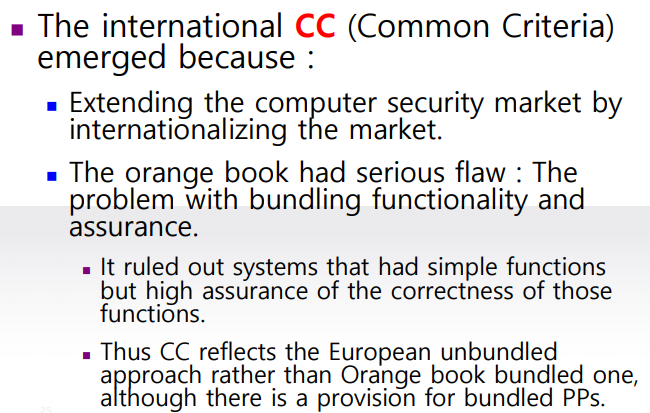 The international CC (Common Criteria)
emerged because :
Extending the computer security market by
internationalizing the market.
The orange book had serious flaw : The
problem with bundling functionality and
assurance.
It ruled out systems that had simple functions
but high assurance of the correctness of those
functions.
Thus CC reflects the European unbundled
approach rather than Orange book bundled one,
although there is a provision for bundled PPs.
25